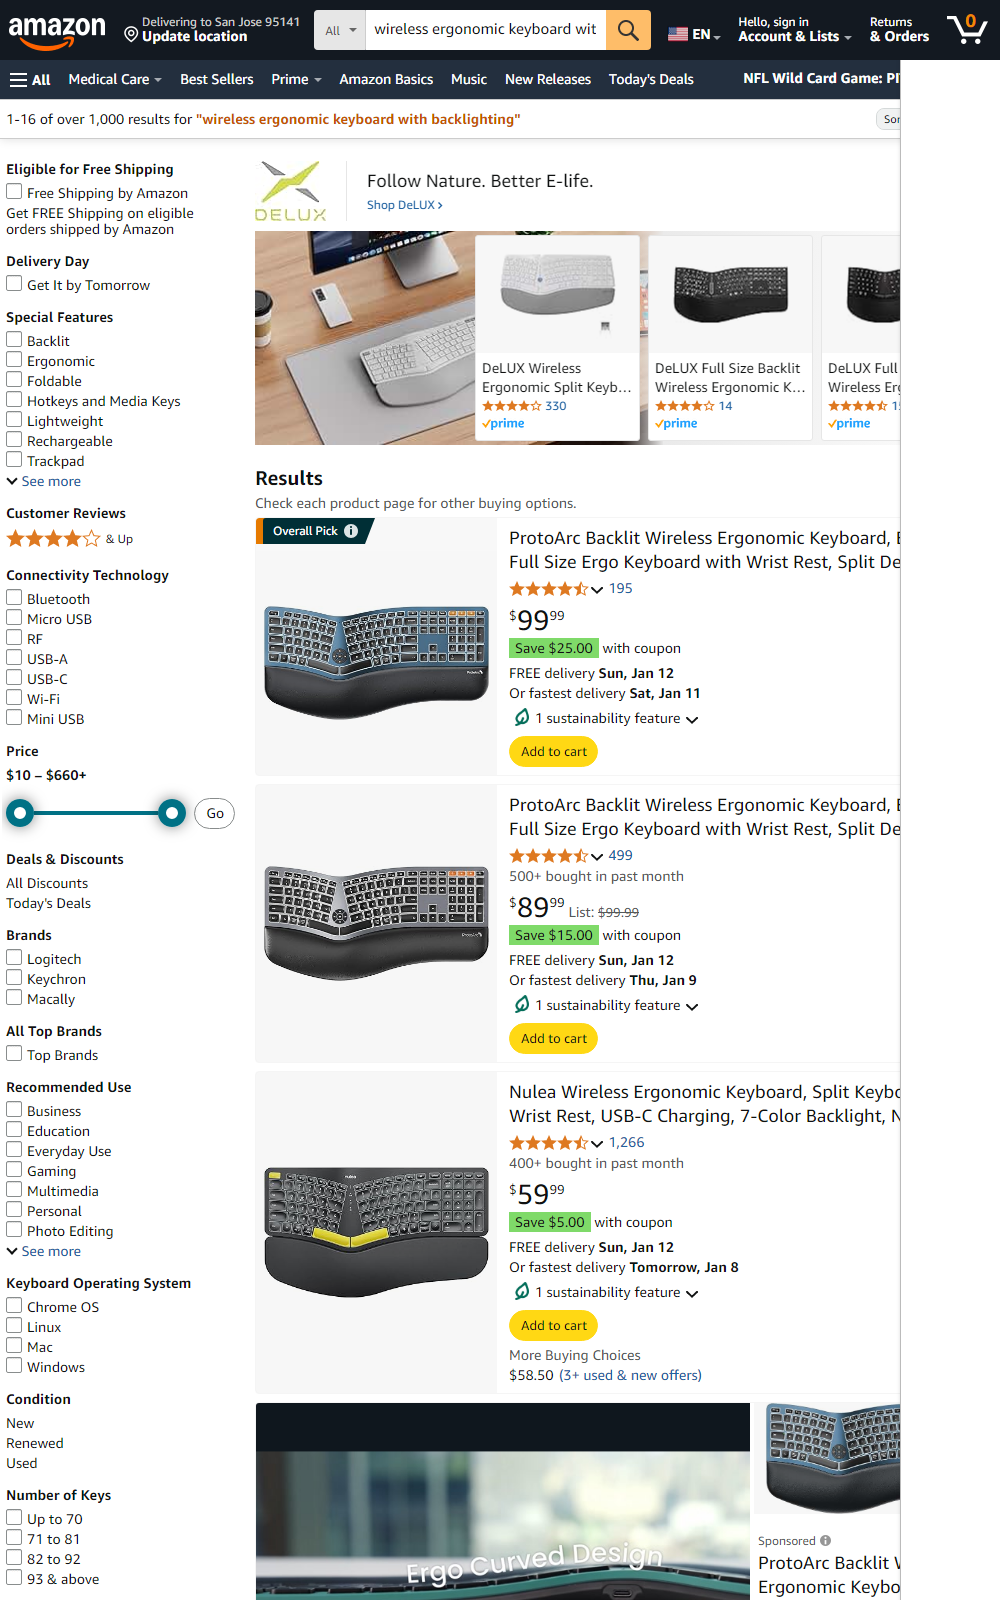 amazon
Delivering to San Jose 95141
Update location
All
wireless ergonomic keyboard wit
EN
Hello, sign in
Account & Lists
Returns
& Orders
0
All
Medical Care
Best Sellers
Prime
Amazon Basics
Music
New Releases
Today's Deals
NFL Wild Card Game:
1-16 of over 1,000 results for "wireless ergonomic keyboard with backlighting"
Eligible for Free Shipping
Free Shipping by Amazon
Get FREE Shipping on eligible
orders shipped by Amazon
Delivery Day
Get It by Tomorrow
Special Features
Backlit
Ergonomic
Foldable
Hotkeys and Media Keys
Lightweight
Rechargeable
Trackpad
See more
Customer Reviews
& Up
Connectivity Technology
Bluetooth
Micro USB
RF
USB-A
USB-C
Wi-Fi
Mini USB
Price
$10 – $660+
Go
Deals & Discounts
All Discounts
Today's Deals
Brands
Logitech
Keychron
Macally
All Top Brands
Top Brands
Recommended Use
Business
Education
Everyday Use
Gaming
Multimedia
Personal
Photo Editing
See more
Keyboard Operating System
Chrome OS
Linux
Mac
Windows
Condition
New
Renewed
Used
Number of Keys
Up to 70
71 to 81
82 to 92
93 & above
DELUX
Follow Nature. Better E-life.
Shop DeLUX ›
DeLUX Wireless
Ergonomic Split Keyb...
330
prime
DeLUX Full Size Backlit
Wireless Ergonomic K...
14
prime
DeLUX Full
Wireless
prime
Results
Check each product page for other buying options.
Overall Pick
ProtoArc Backlit Wireless Ergonomic Keyboard,
Full Size Ergo Keyboard with Wrist Rest, Split
195
$99.99
Save $25.00 with coupon
FREE delivery Sun, Jan 12
Or fastest delivery Sat, Jan 11
1 sustainability feature
Add to cart
ProtoArc Backlit Wireless Ergonomic Keyboard,
Full Size Ergo Keyboard with Wrist Rest, Split
499
500+ bought in past month
$89.99 List: $99.99
Save $15.00 with coupon
FREE delivery Sun, Jan 12
Or fastest delivery Thu, Jan 9
1 sustainability feature
Add to cart
Nulea Wireless Ergonomic Keyboard, Split
Wrist Rest, USB-C Charging, 7-Color Backlight,
1,266
400+ bought in past month
$59.99
Save $5.00 with coupon
FREE delivery Sun, Jan 12
Or fastest delivery Tomorrow, Jan 8
1 sustainability feature
Add to cart
More Buying Choices
$58.50 (3+ used & new offers)
Ergo Curved Design
Sponsored
ProtoArc Backlit
Ergonomic